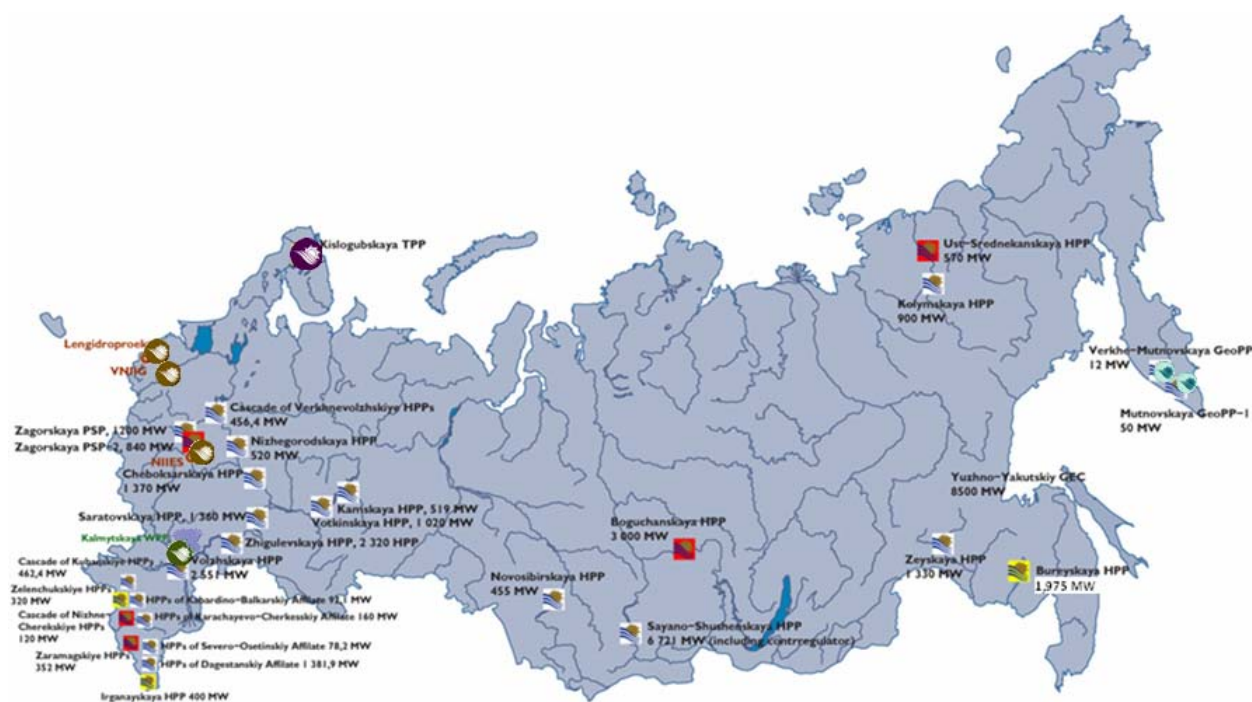 Kislogubskaya TPP
Ust-Srednekanskaya HPP
570 MW
Kolymskaya HPP
900 MW
Lengidroproek
VNIIG
Verkhe-Mutnovskaya GeoPP
12 MW
Mutnovskaya GeoPP-1
50 MW
Cascade of Verkhnevolzhskiye HPPs
456,4 MW
Zagorskaya PSP, 1200 MW
Zagorskaya PSP-2, 840 MW
NIIES
Nizhegorodskaya HPP
520 MW
Cheboksarskaya HPP
1 370 MW
Kamskaya HPP, 519 MW
Votkinskaya HPP, 1 020 MW
Saratovskaya HPP, 1 360 MW
Yuzhno-Yakutskiy GEC
8500 MW
Boguchanskaya HPP
3 000 MW
Kalmytskaya WPP
Zhigulevskaya HPP, 2 320 HPP
Volzhskaya HPP
2 551 MW
Zeyskaya HPP
1 330 MW
Bureyskaya HPP
1,975 MW
Cascade of Kubanskiye HPPs
462,4 MW
Novosibirskaya HPP
455 MW
Zelenchukskiye HPPs
320 MW
HPPs of Kabardino-Balkarskiy Affilate 92,1 MW
Cascade of Nizhne-
Cherekskiye HPPs
120 MW
HPPs of Karachayevo-Cherkesskiy Affilate 160 MW
Sayano-Shushenskaya HPP
6 721 MW (including contrregulator)
HPPs of Severo-Osetinskiy Affilate 78,2 MW
Zaramagskiye HPPs
352 MW
HPPs of Dagestanskiy Affilate 1 381,9 MW
Irganayskaya HPP 400 MW